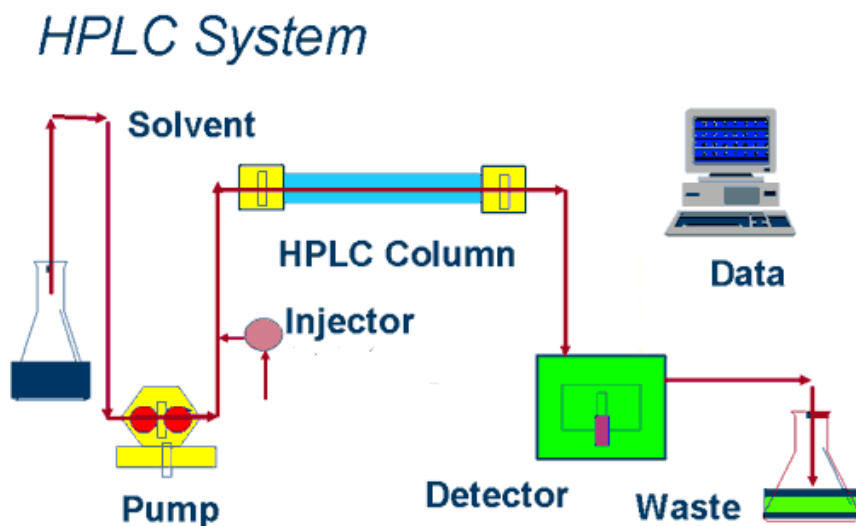 HPLC System
Solvent
HPLC Column
Data
Injector
Pump
Detector
Waste